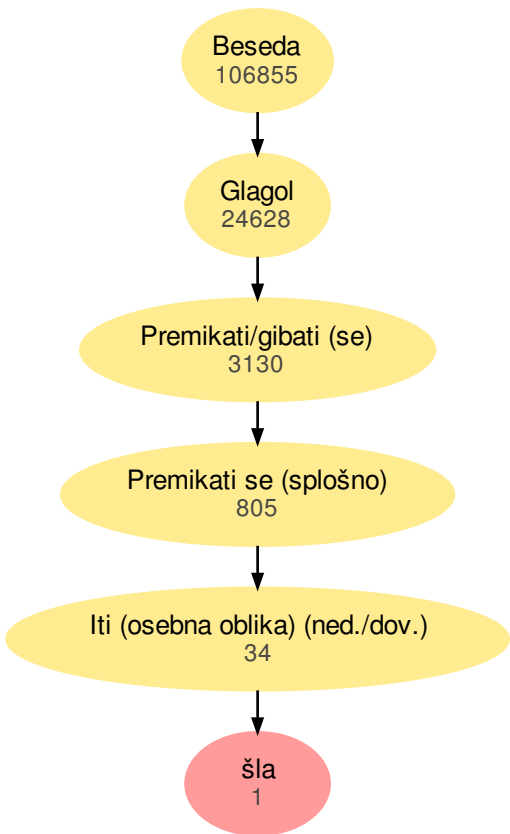 Beseda
106855
Glagol
24628
Premikati/gibati (se)
3130
Premikati se (splošno)
805
Iti (osebna oblika) (ned./dov.)
34
šla
1